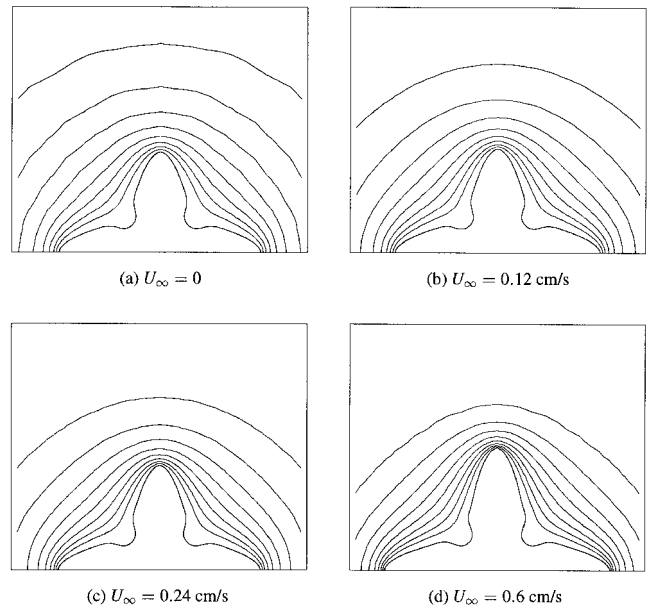 (a) U∞ = 0
(b) U∞ = 0.12 cm/s
(c) U∞ = 0.24 cm/s
(d) U∞ = 0.6 cm/s